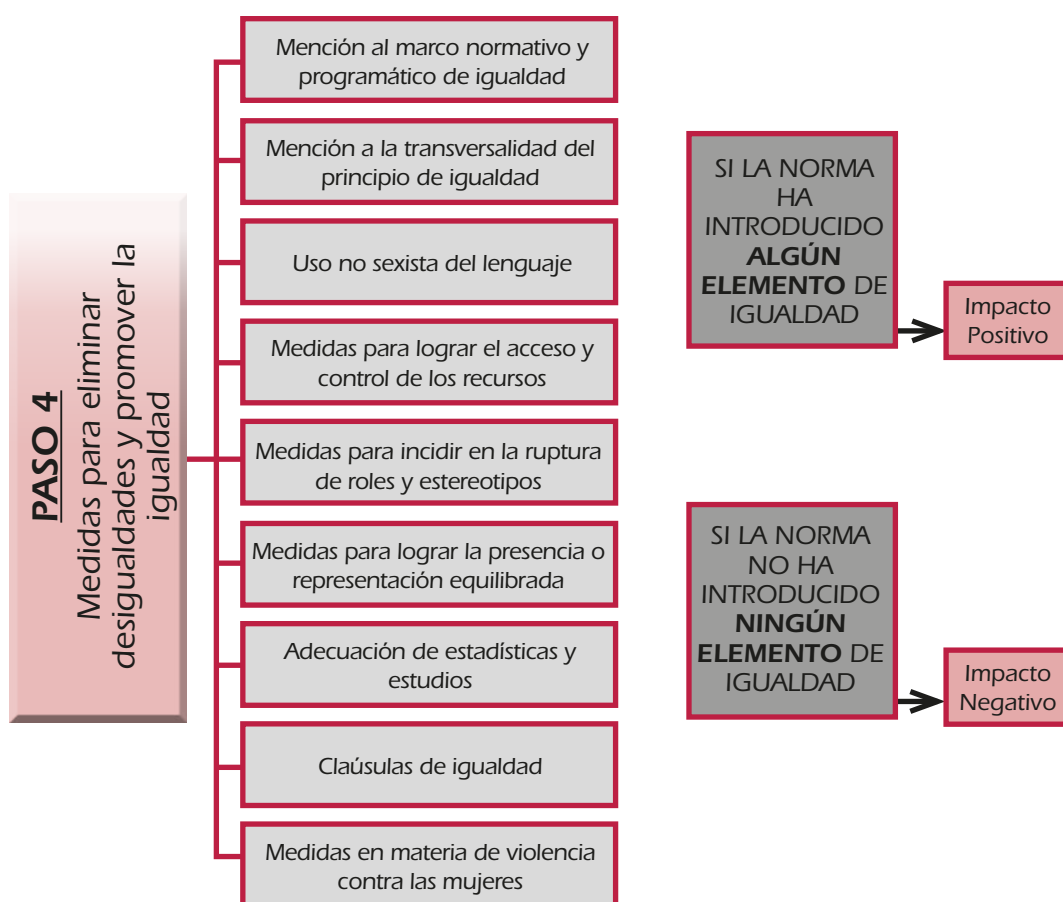 PASO 4
Medidas para eliminar
desigualdades y promover la
igualdad
Mención al marco normativo y
programático de igualdad
Mención a la transversalidad del
principio de igualdad
Uso no sexista del lenguaje
Medidas para lograr el acceso y
control de los recursos
Medidas para incidir en la ruptura
de roles y estereotipos
Medidas para lograr la presencia o
representación equilibrada
Adecuación de estadísticas y
estudios
Claúsulas de igualdad
Medidas en materia de violencia
contra las mujeres
SI LA NORMA
HA
INTRODUCIDO
ALGÚN
ELEMENTO DE
IGUALDAD
Impacto
Positivo
SI LA NORMA
NO HA
INTRODUCIDO
NINGÚN
ELEMENTO DE
IGUALDAD
Impacto
Negativo